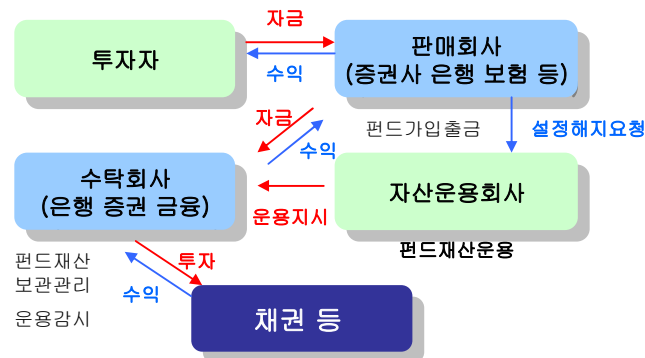 자금
투자자
판매회사
(증권사 은행 보험 등)
수익
자금
펀드가입출금
설정해지요청
수익
수탁회사
(은행 증권 금융)
자산운용회사
운용지시
펀드재산운용
펀드재산
보관관리
투자
수익
운용감시
채권 등